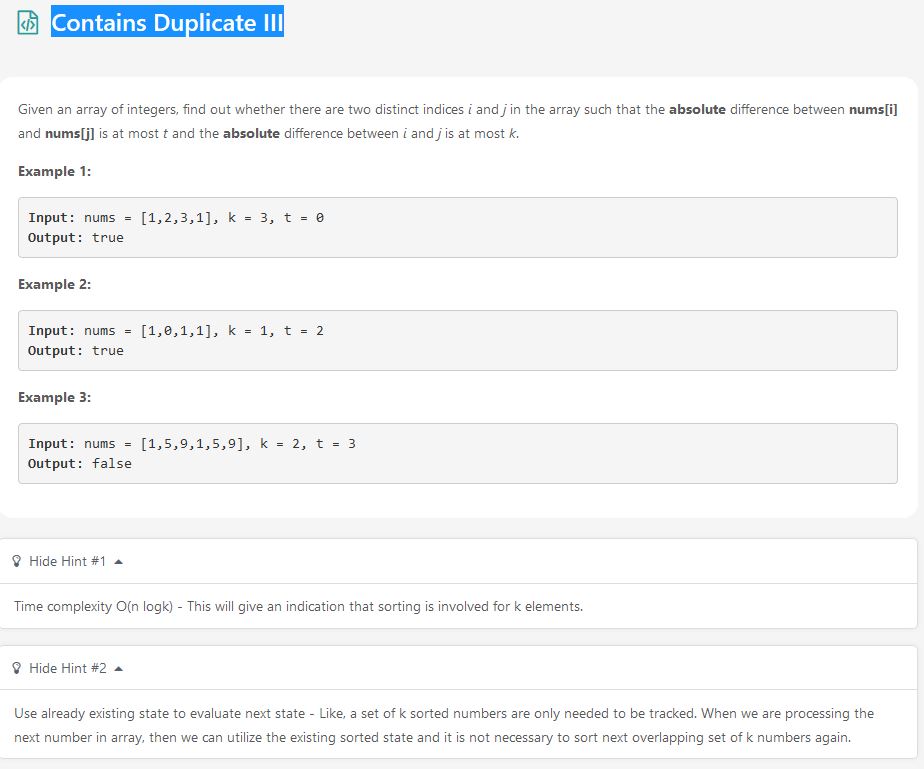 Contains Duplicate III
Given an array of integers, find out whether there are two distinct indices i and j in the array such that the absolute difference between nums[i]
and nums[j] is at most t and the absolute difference between i and j is at most k.
Example 1:
Input: nums = [1,2,3,1], k = 3, t = 0
Output: true
Example 2:
Input: nums = [1,0,1,1], k = 1, t = 2
Output: true
Example 3:
Input: nums = [1,5,9,1,5,9], k = 2, t = 3
Output: false
Hide Hint #1
Time complexity O(n logk) - This will give an indication that sorting is involved for k elements.
Hide Hint #2
Use already existing state to evaluate next state - Like, a set of k sorted numbers are only needed to be tracked. When we are processing the
next number in array, then we can utilize the existing sorted state and it is not necessary to sort next overlapping set of k numbers again.